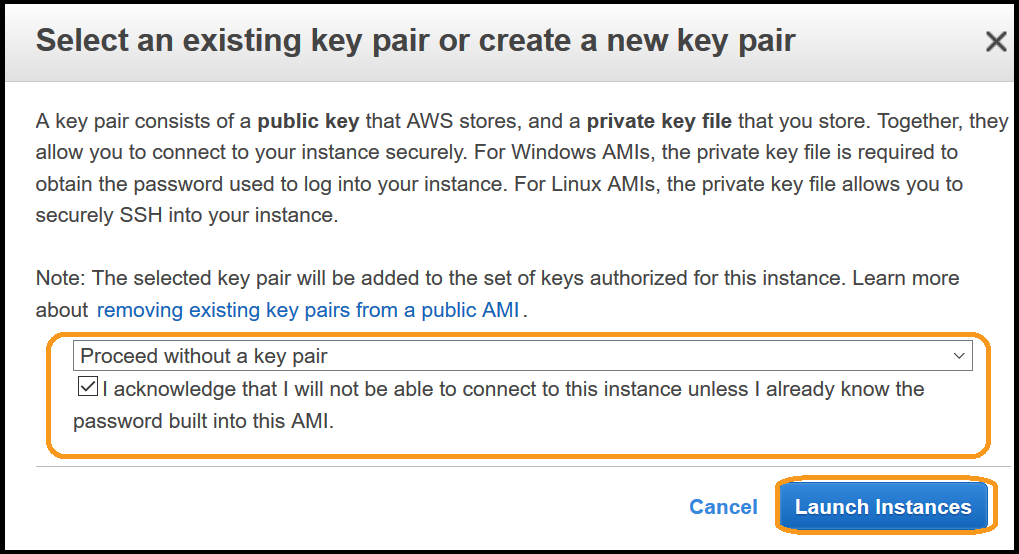 Select an existing key pair or create a new key pair
A key pair consists of a public key that AWS stores, and a private key file that you store. Together, they
allow you to connect to your instance securely. For Windows AMIs, the private key file is required to
obtain the password used to log into your instance. For Linux AMIs, the private key file allows you to
securely SSH into your instance.
Note: The selected key pair will be added to the set of keys authorized for this instance. Learn more
about removing existing key pairs from a public AMI .
Proceed without a key pair
I acknowledge that I will not be able to connect to this instance unless I already know the
password built into this AMI.
Cancel Launch Instances